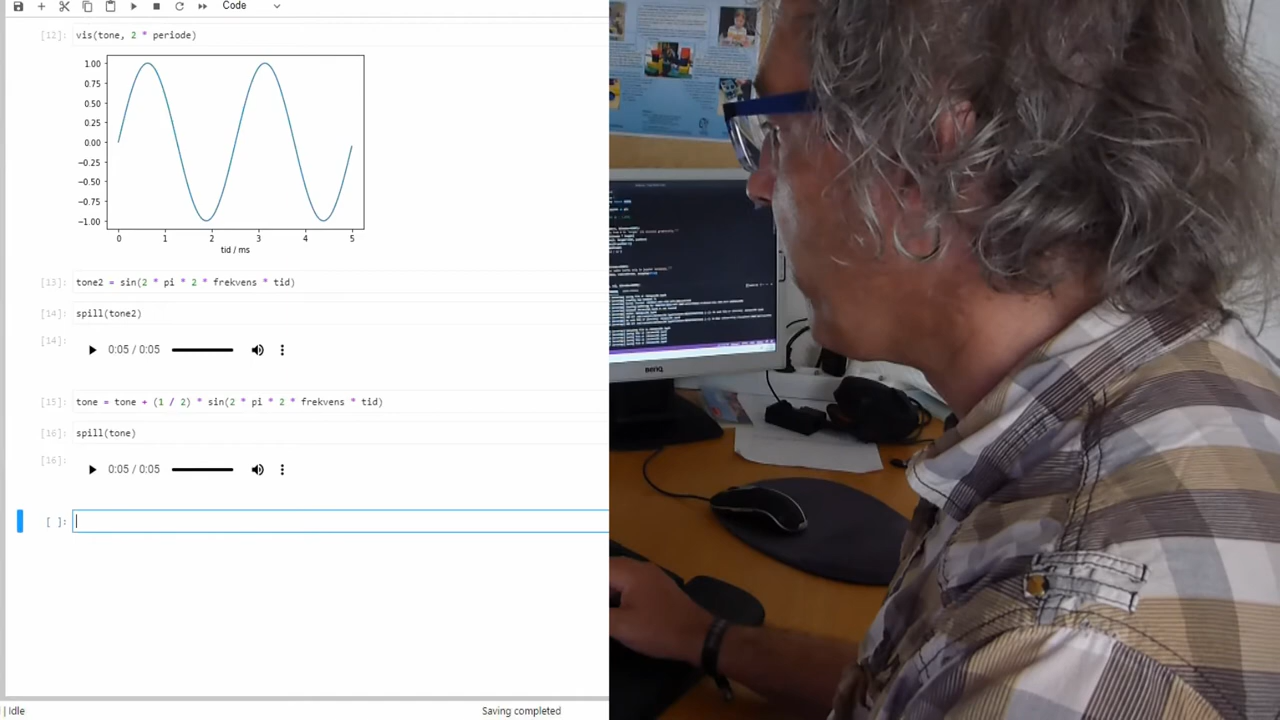 Code
[12]: vis(tone, 2 * periode)
1.00
0.75
0.50
0.25
0.00
−0.25
−0.50
−0.75
−1.00
0 1 2 3 4 5
tid / ms
[13]: tone2 = sin(2 * pi * 2 * frekvens * tid)
[14]: spill(tone2)
[14]:
0:05 / 0:05
[15]: tone = tone + (1 / 2) * sin(2 * pi * 2 * frekvens * tid)
[16]: spill(tone)
[16]:
0:05 / 0:05
[ ]:
| Idle
Saving completed
BenQ